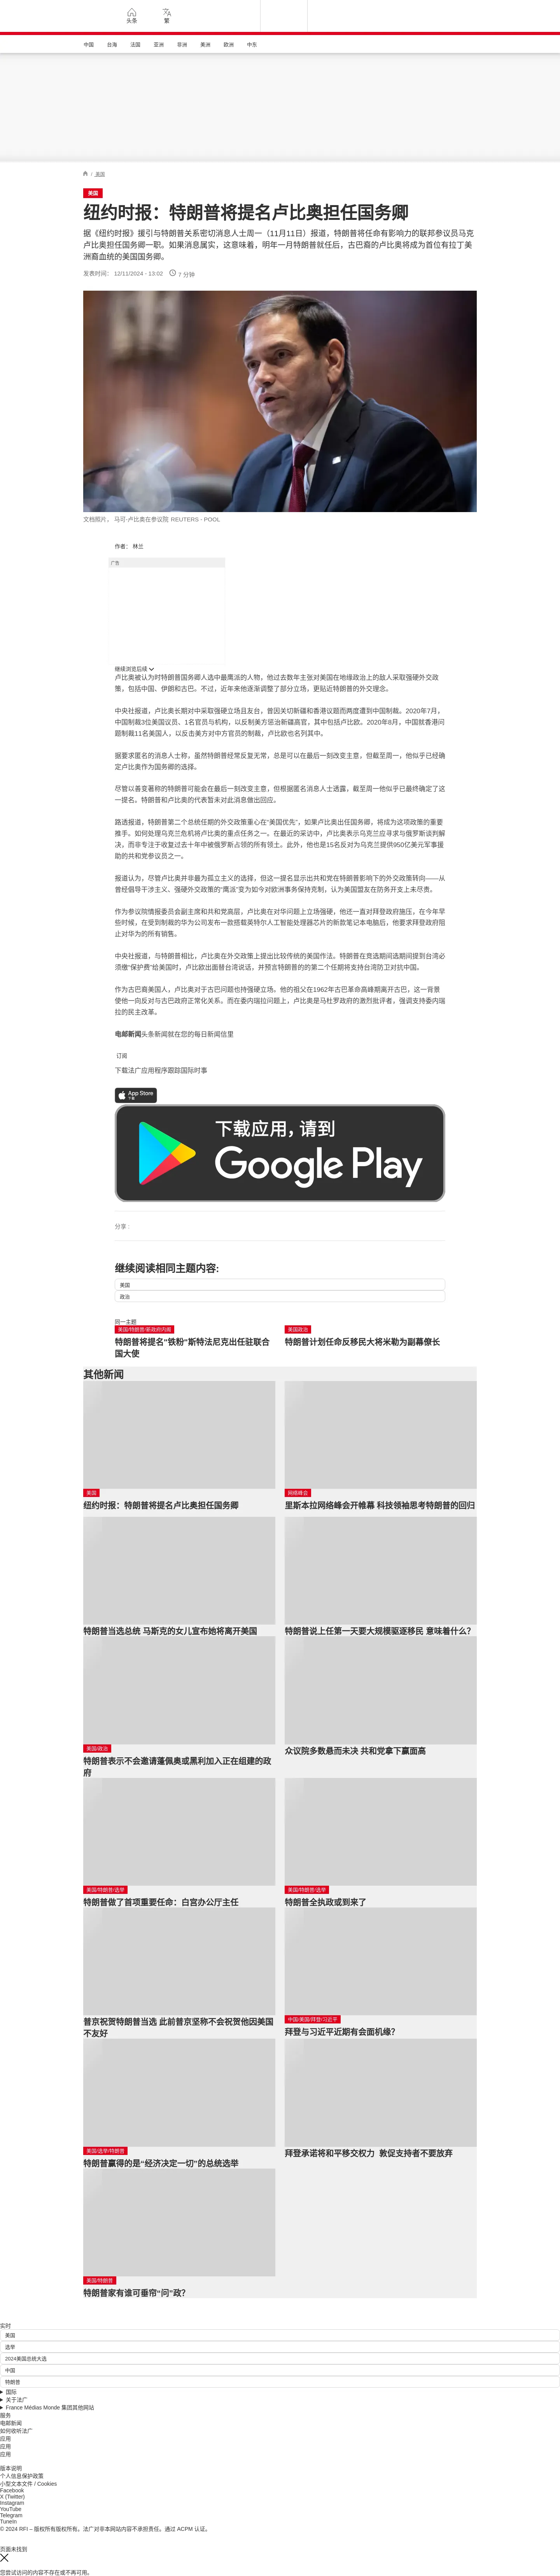 头条
繁
中国 台海 法国 亚洲 非洲 美洲 欧洲 中东
/ 美国
美国
纽约时报：特朗普将提名卢比奥担任国务卿
据《纽约时报》援引与特朗普关系密切消息人士周一（11月11日）报道，特朗普将任命有影响力的联邦参议员马克
卢比奥担任国务卿一职。如果消息属实，这意味着，明年一月特朗普就任后，古巴裔的卢比奥将成为首位有拉丁美
洲裔血统的美国国务卿。
发表时间： 12/11/2024 - 13:02 7 分钟
文档图片， 马可·卢比奥在参议院 REUTERS - POOL
作者： 林兰
广告
继续浏览后续
卢比奥被认为时特朗普国务卿人选中最鹰派的人物，他过去数年主张对美国在地缘政治上的敌人采取强硬外交政
策，包括中国、伊朗和古巴。不过，近年来他逐渐调整了部分立场，更贴近特朗普的外交理念。
中央社报道，卢比奥长期对中采取强硬立场且友台，曾因关切新疆和香港议题而两度遭到中国制裁。2020年7月，
中国制裁3位美国议员、1名官员与机构，以反制美方惩治新疆高官，其中包括卢比欧。2020年8月，中国就香港问
题制裁11名美国人，以反击美方对中方官员的制裁，卢比欧也名列其中。
据要求匿名的消息人士称，虽然特朗普经常反复无常，总是可以在最后一刻改变主意，但截至周一，他似乎已经确
定卢比奥作为国务卿的选择。
尽管以善变著称的特朗普可能会在最后一刻改变主意，但根据匿名消息人士透露，截至周一他似乎已最终确定了这
一提名。特朗普和卢比奥的代表暂未对此消息做出回应。
路透报道，特朗普第二个总统任期的外交政策重心在“美国优先”，如果卢比奥出任国务卿，将成为这项政策的重要
推手。如何处理乌克兰危机将卢比奥的重点任务之一。在最近的采访中，卢比奥表示乌克兰应寻求与俄罗斯谈判解
决，而非专注于收复过去十年中被俄罗斯占领的所有领土。此外，他也是15名反对为乌克兰提供950亿美元军事援
助的共和党参议员之一。
报道认为，尽管卢比奥并非最为孤立主义的选择，但这一提名显示出共和党在特朗普影响下的外交政策转向——从
曾经倡导干涉主义、强硬外交政策的“鹰派”变为如今对欧洲事务保持克制，认为美国盟友在防务开支上未尽责。
作为参议院情报委员会副主席和共和党高层，卢比奥在对华问题上立场强硬，他还一直对拜登政府施压，在今年早
些时候，在受到制裁的华为公司发布一款搭载英特尔人工智能处理器芯片的新款笔记本电脑后，他要求拜登政府阻
止对华为的所有销售。
中央社报道，与特朗普相比，卢比奥在外交政策上提出比较传统的美国作法。特朗普在竞选期间选期间提到台湾必
须缴“保护费”给美国时，卢比欧出面替台湾说话，并预言特朗普的的第二个任期将支持台湾防卫对抗中国。
作为古巴裔美国人，卢比奥对于古巴问题也持强硬立场。他的祖父在1962年古巴革命高峰期离开古巴，这一背景
使他一向反对与古巴政府正常化关系。而在委内瑞拉问题上，卢比奥是马杜罗政府的激烈批评者，强调支持委内瑞
拉的民主改革。
电邮新闻头条新闻就在您的每日新闻信里
订阅
下载法广应用程序跟踪国际时事
App Store
下载
下载应用，请到
Google Play
分享 :
继续阅读相同主题内容:
美国
政治
同一主题
美国/特朗普/新政府内阁
特朗普将提名"铁粉"斯特法尼克出任驻联合
国大使
美国政治
特朗普计划任命反移民大将米勒为副幕僚长
其他新闻
美国
纽约时报：特朗普将提名卢比奥担任国务卿
网络峰会
里斯本拉网络峰会开帷幕 科技领袖思考特朗普的回归
特朗普当选总统 马斯克的女儿宣布她将离开美国
特朗普说上任第一天要大规模驱逐移民 意味着什么？
美国/政治
特朗普表示不会邀请蓬佩奥或黑利加入正在组建的政
府
众议院多数悬而未决 共和党拿下赢面高
美国/特朗普/选举
特朗普做了首项重要任命：白宫办公厅主任
美国/特朗普/选举
特朗普全执政或到来了
普京祝贺特朗普当选 此前普京坚称不会祝贺他因美国
不友好
中国/美国/拜登/习近平
拜登与习近平近期有会面机缘？
美国/选举/特朗普
特朗普赢得的是“经济决定一切”的总统选举
拜登承诺将和平移交权力 敦促支持者不要放弃
美国/特朗普
特朗普家有谁可垂帘“问”政？
实时
美国
选举
2024美国总统大选
中国
特朗普
国际
关于法广
France Médias Monde 集团其他网站
服务
电邮新闻
如何收听法广
应用
应用
应用
版本说明
个人信息保护政策
小型文本文件 / Cookies
Facebook
X (Twitter)
Instagram
YouTube
Telegram
TuneIn
© 2024 RFI – 版权所有版权所有。法广对非本网站内容不承担责任。通过 ACPM 认证。
页面未找到
您尝试访问的内容不存在或不再可用。